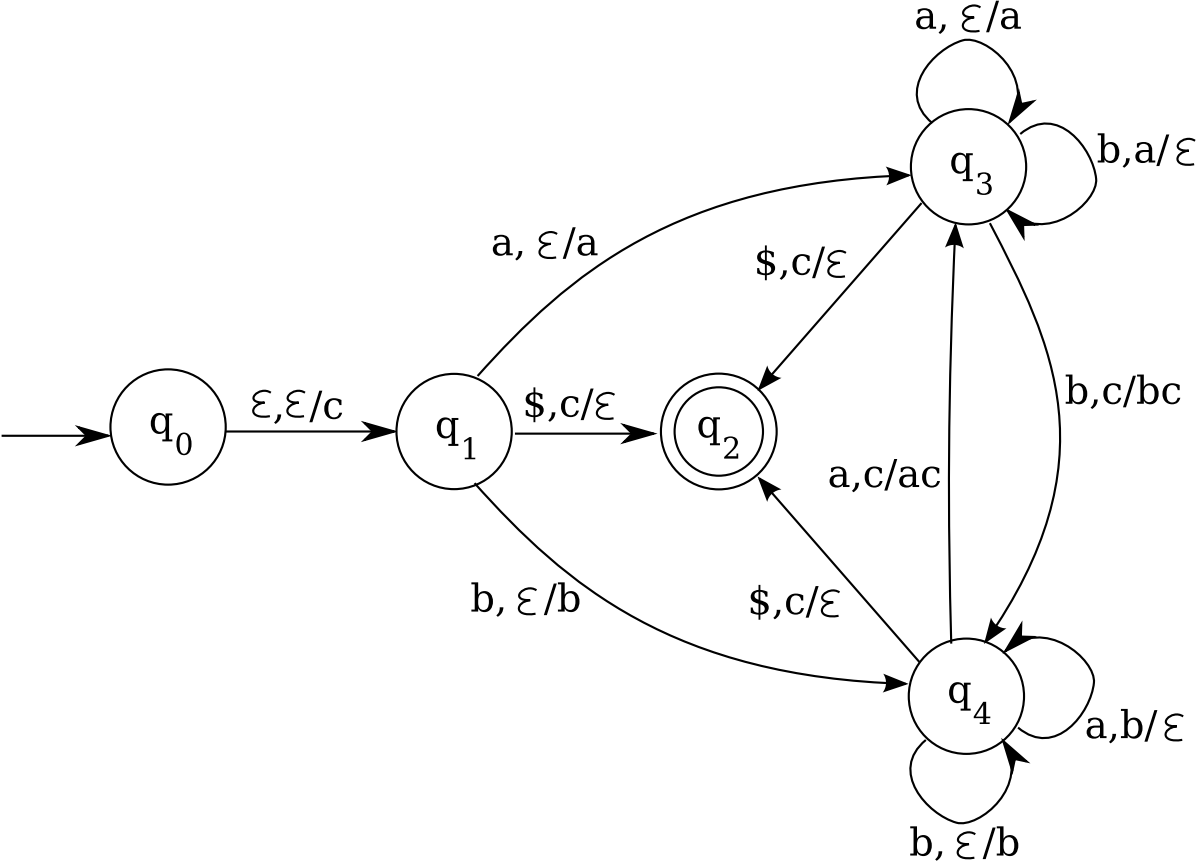 a, ε/a
b,a/ε
q3
a, ε/a
$,c/ε
b,c/bc
ε,ε/c
$,c/ε
q0
q1
q2
a,c/ac
b, ε/b
$,c/ε
q4
a,b/ε
b, ε/b